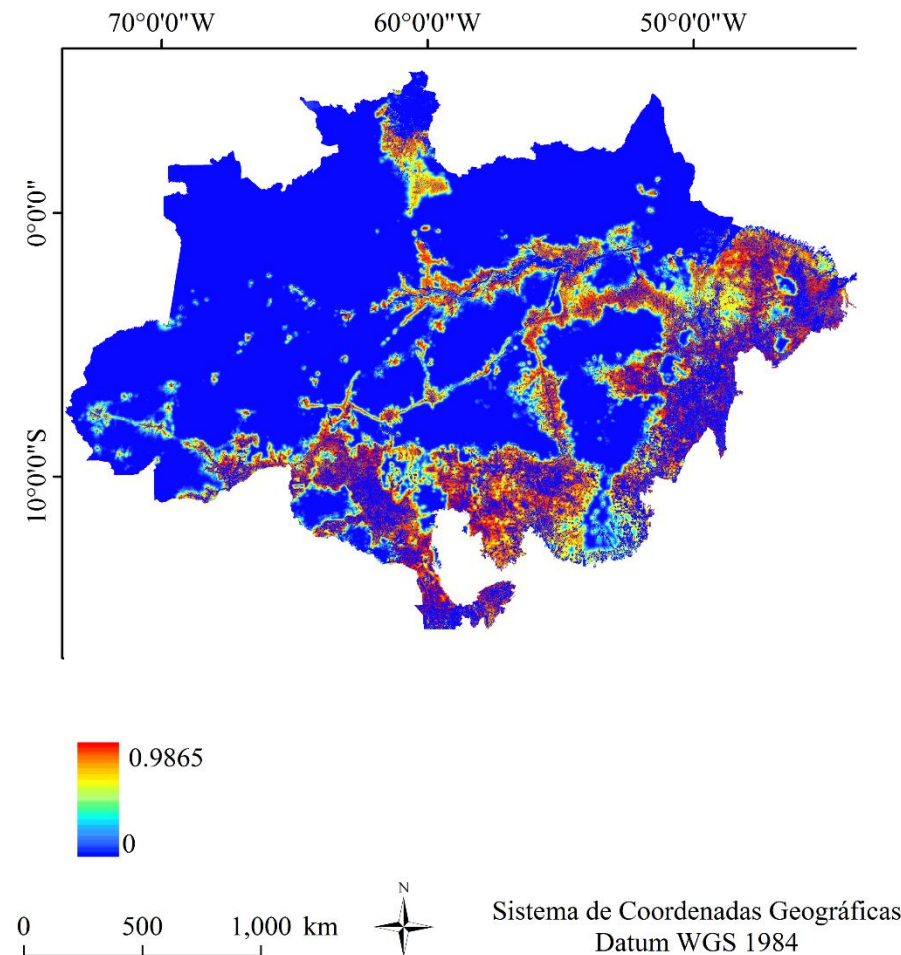 70°0'0"W 60°0'0"W 50°0'0"W
0°0'0"
10°0'0"S
0.9865
0
N
0 500 1,000 km
Sistema de Coordenadas Geográficas
Datum WGS 1984